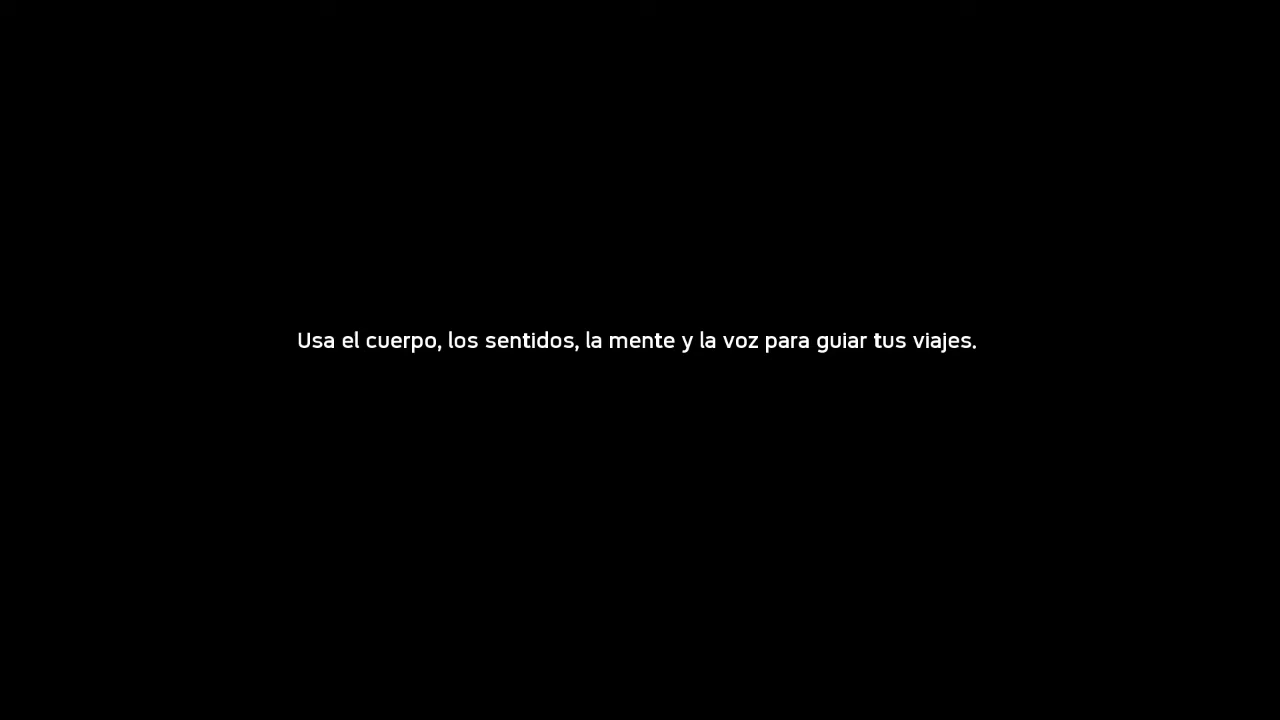 Usa el cuerpo, los sentidos, la mente y la voz para guiar tus viajes.